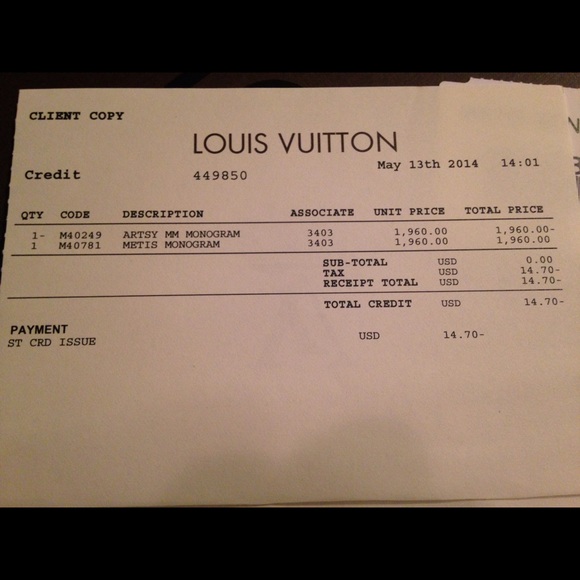 CLIENT COPY
LOUIS VUITTON
May 13th 2014 14:01
Credit 449850
QTY CODE DESCRIPTION ASSOCIATE UNIT PRICE TOTAL PRICE
1- M40249 ARTSY MM MONOGRAM 3403 1,960.00 1,960.00-
1 M40781 METIS MONOGRAM 3403 1,960.00 1,960.00
SUB-TOTAL USD 0.00
TAX USD 14.70-
RECEIPT TOTAL USD 14.70-
TOTAL CREDIT USD 14.70-
PAYMENT
ST CRD ISSUE USD 14.70-